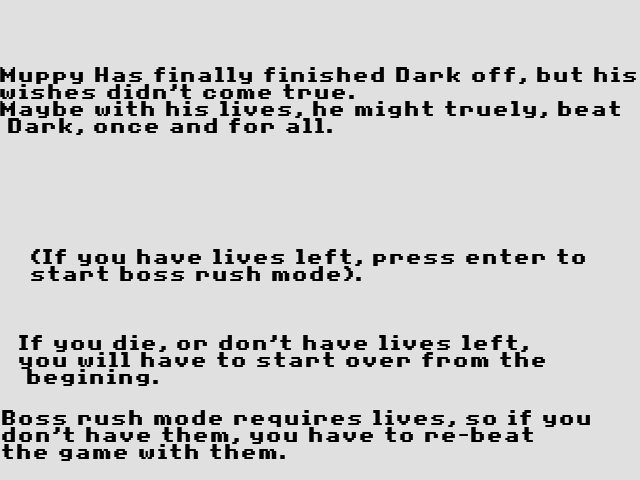 Muppy Has finally finished Dark off, but his
wishes didn't come true.
Maybe with his lives, he might truely, beat
Dark, once and for all.
(If you have lives left, press enter to
start boss rush mode).
If you die, or don't have lives left,
you will have to start over from the
begining.
Boss rush mode requires lives, so if you
don't have them, you have to re-beat
the game with them.